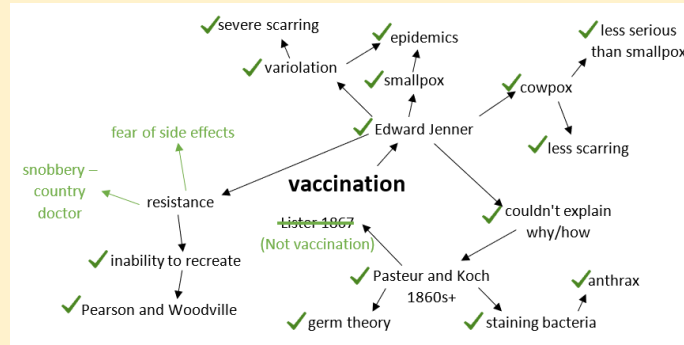 severe scarring
epidemics
less serious
than smallpox
variolation
smallpox
cowpox
Edward Jenner
fear of side effects
less scarring
snobbery –
country
doctor
vaccination
resistance
couldn't explain
why/how
Lister 1867
(Not vaccination)
inability to recreate
Pasteur and Koch
1860s+
anthrax
Pearson and Woodville
germ theory
staining bacteria